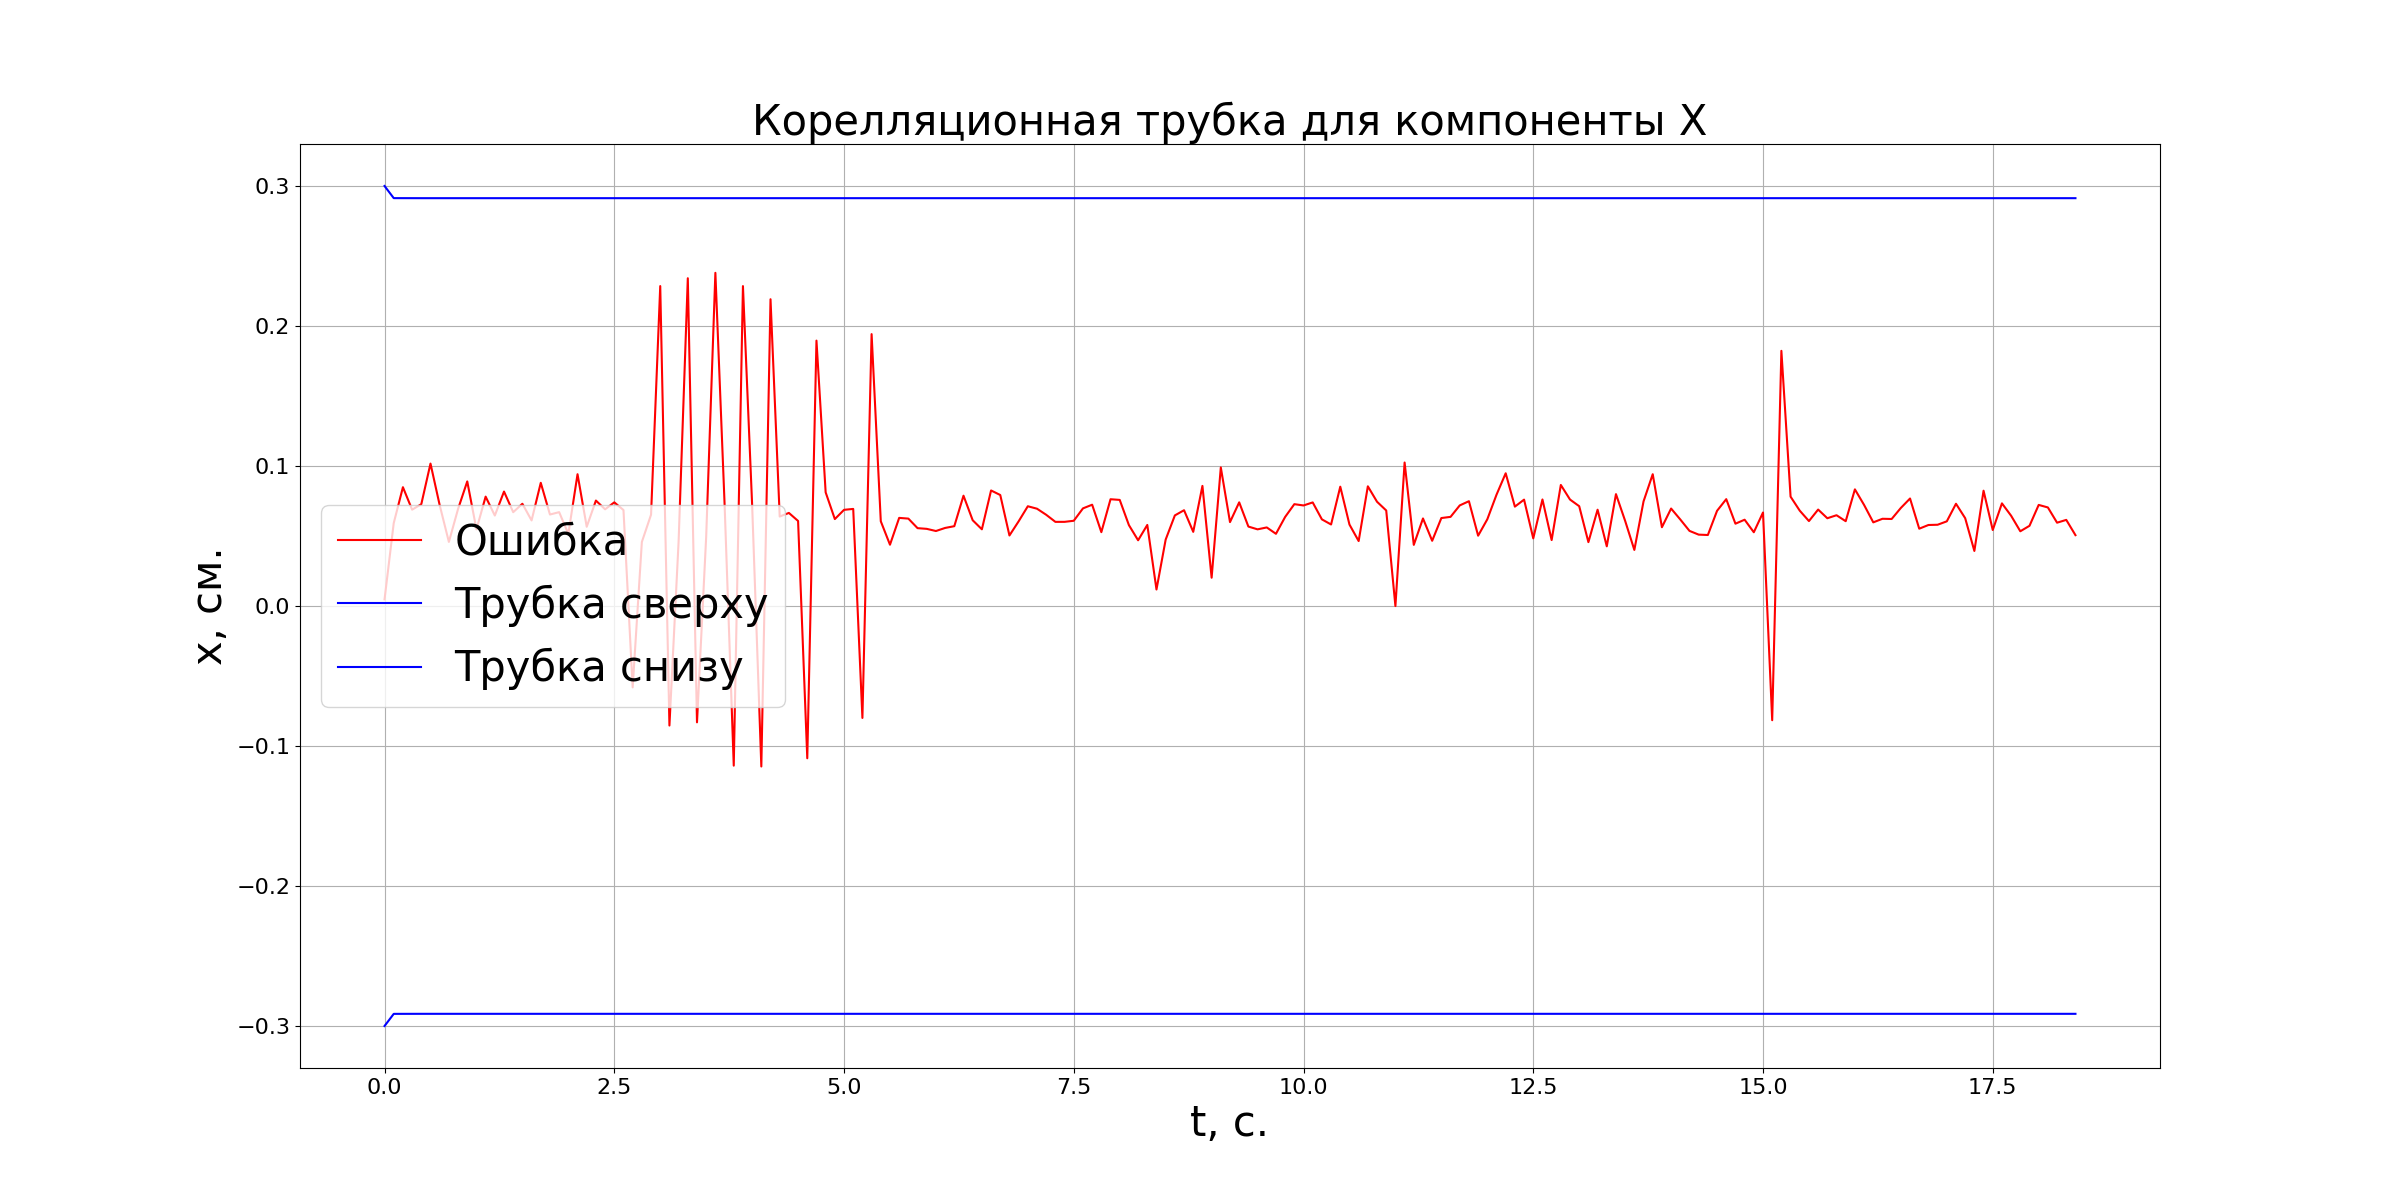 Корелляционная трубка для компоненты X
0.3
0.2
0.1
0.0
−0.1
−0.2
−0.3
x, см.
Ошибка
Трубка сверху
Трубка снизу
0.0 2.5 5.0 7.5 10.0 12.5 15.0 17.5
t, с.